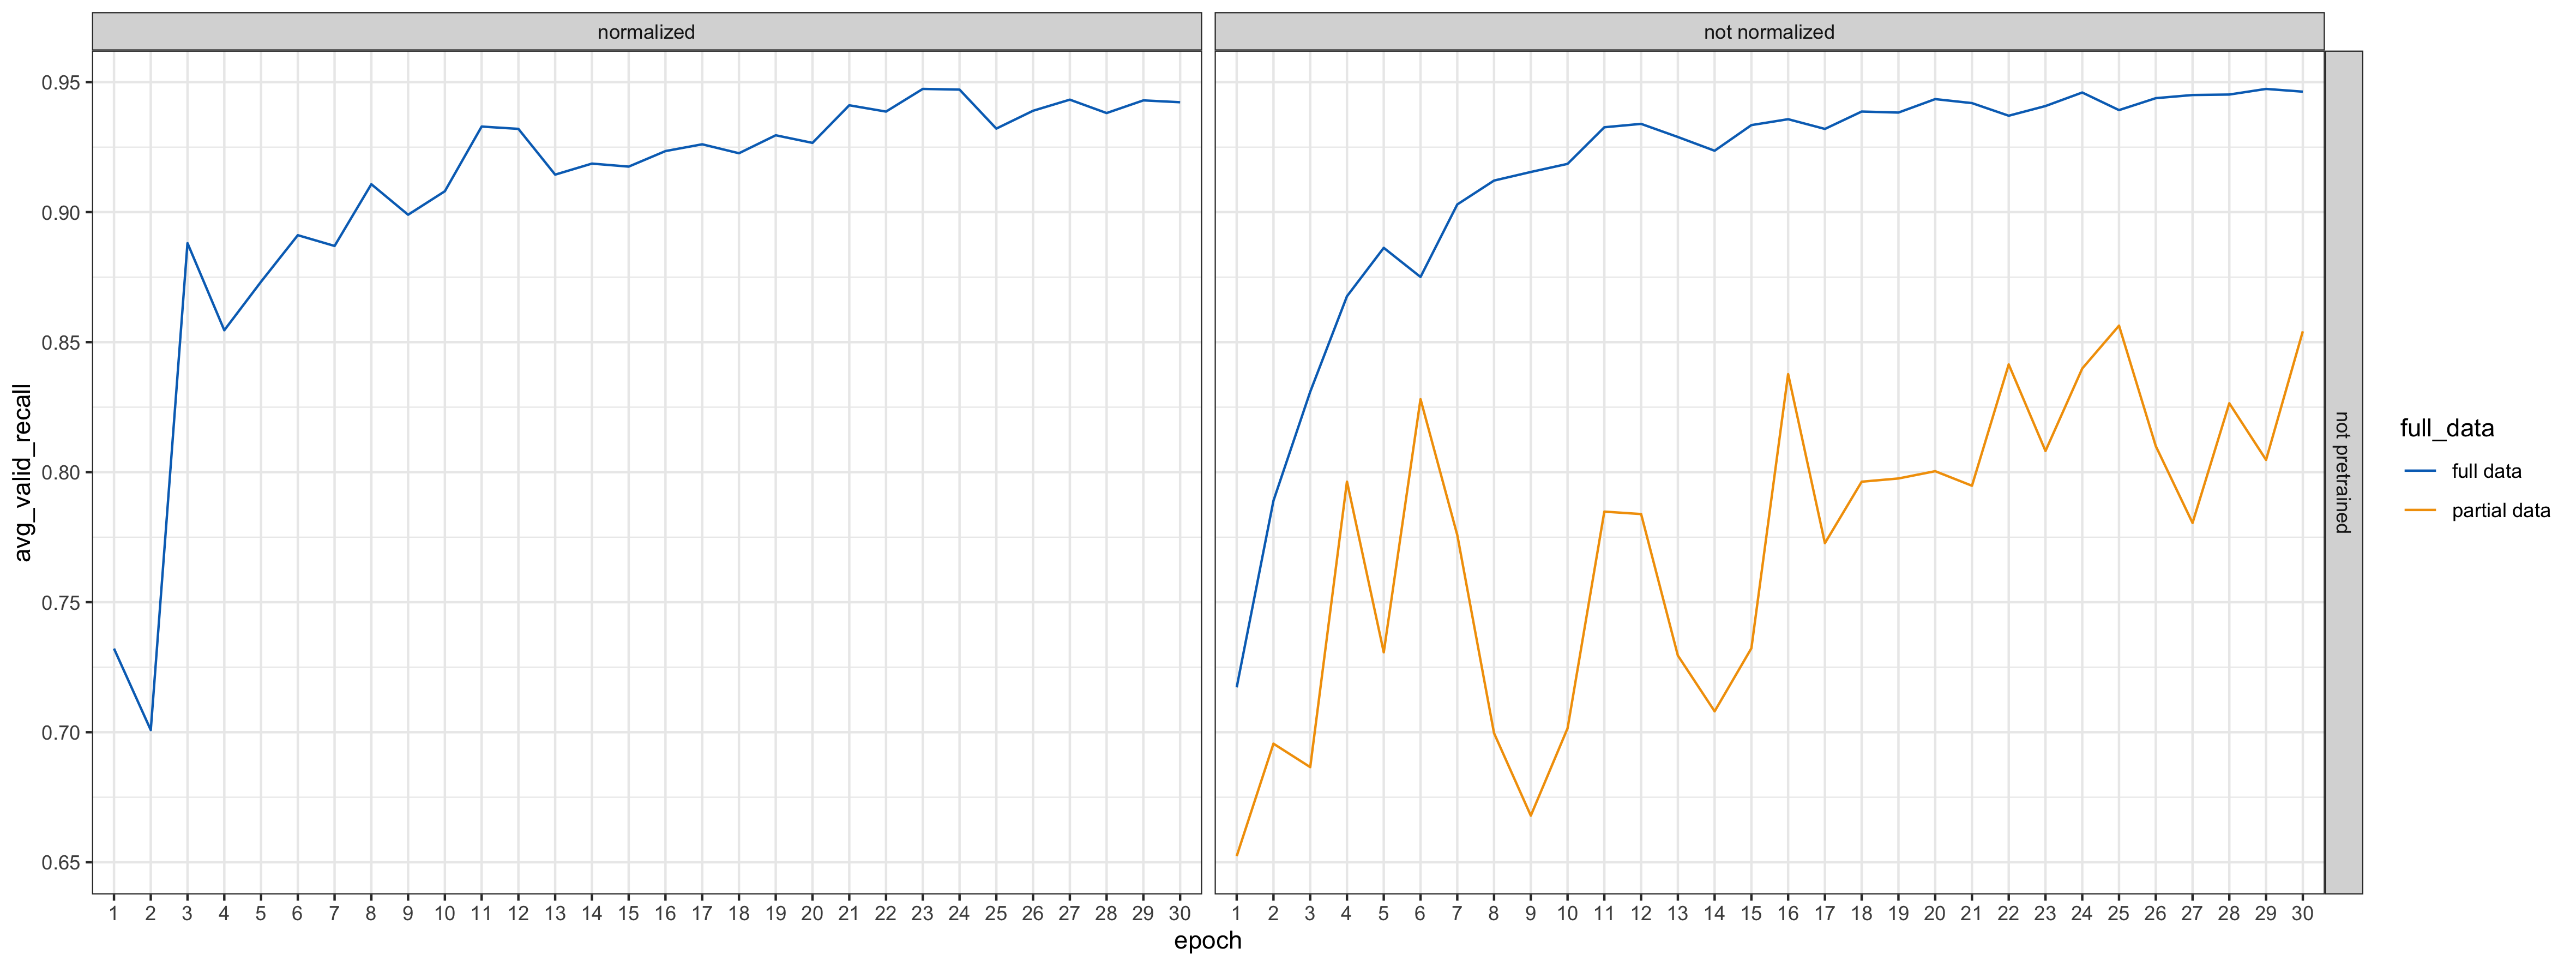 normalized
not normalized
0.95
0.90
0.85
0.80
0.75
0.70
0.65
avg_valid_recall
not pretrained
full_data
full data
partial data
1 2 3 4 5 6 7 8 9 10 11 12 13 14 15 16 17 18 19 20 21 22 23 24 25 26 27 28 29 30
1 2 3 4 5 6 7 8 9 10 11 12 13 14 15 16 17 18 19 20 21 22 23 24 25 26 27 28 29 30
epoch